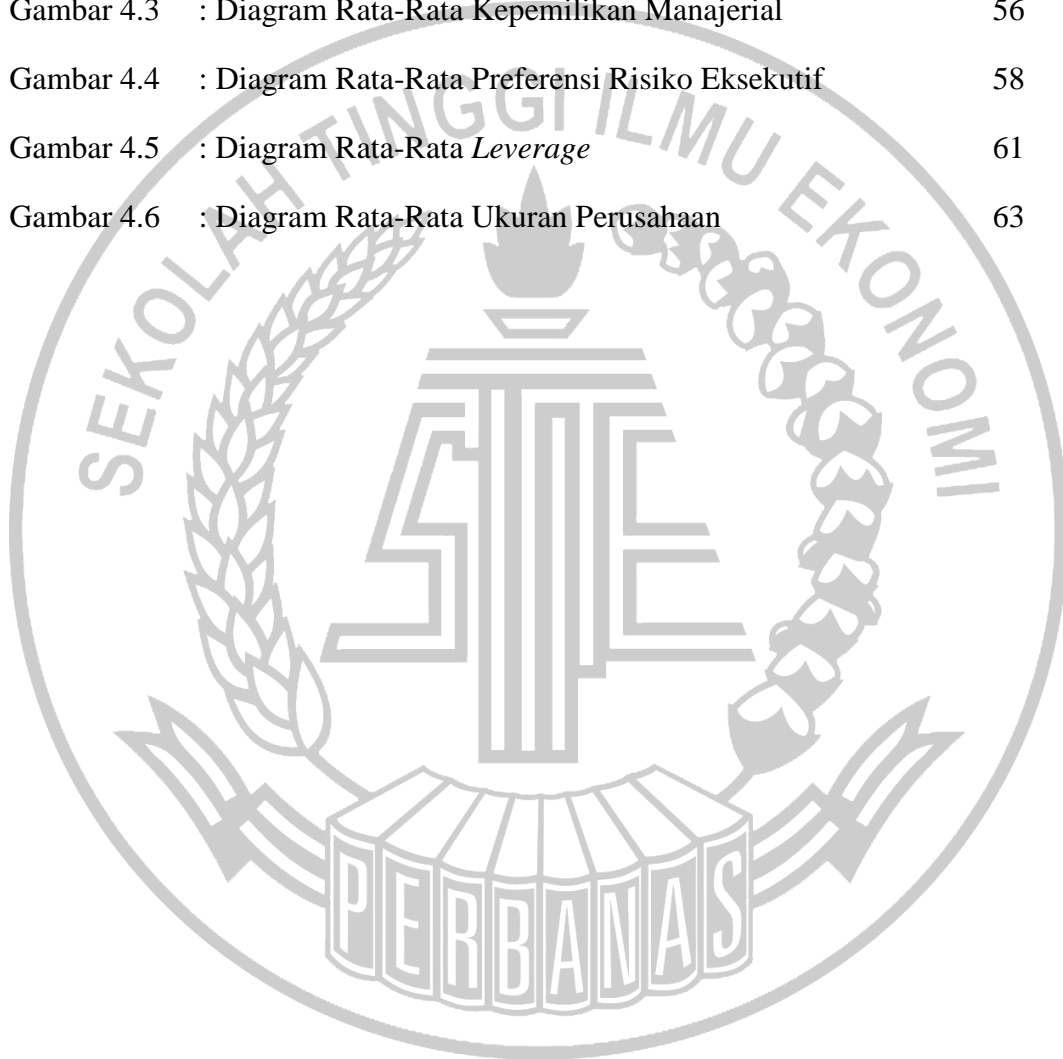 Gambar 4.3 : Diagram Rata-Rata Kepemilikan Manajerial 56
Gambar 4.4 : Diagram Rata-Rata Preferensi Risiko Eksekutif 58
Gambar 4.5 : Diagram Rata-Rata Leverage 61
Gambar 4.6 : Diagram Rata-Rata Ukuran Perusahaan 63
SEKOLAH TINGGI ILMU EKONOMI
STIE
PERBANAS